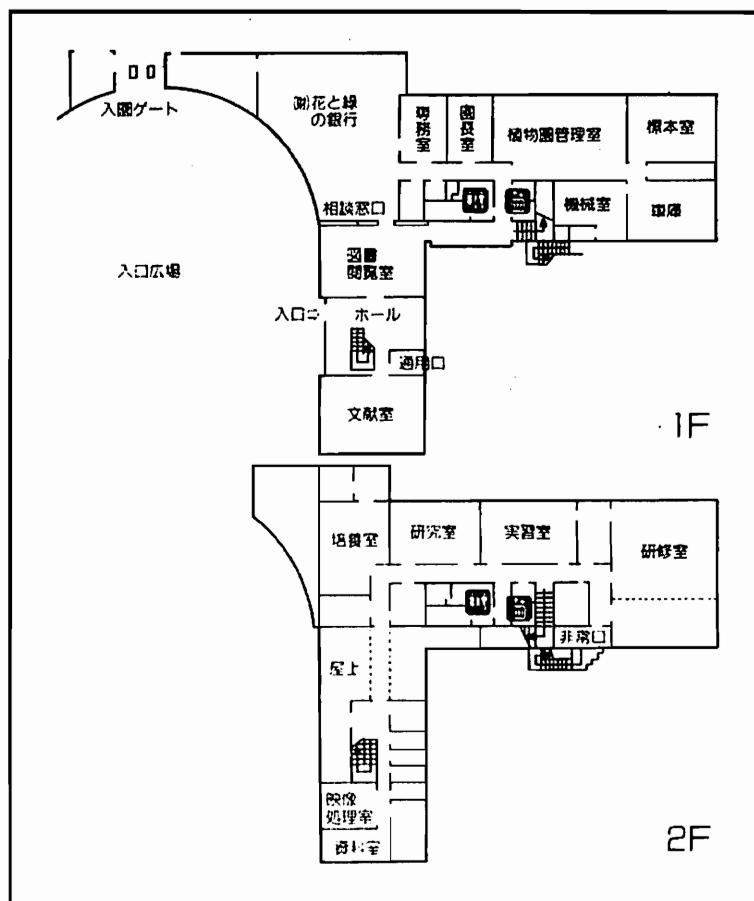 入園ゲート
(財)花と緑
の銀行
専務室
園長室
植物園管理室
標本室
相談窓口
機械室
車庫
図書
閲覧室
入口広場
入口⇨
ホール
通用口
文献室
1F
培養室
研究室
実習室
研修室
非常口
屋上
映像
処理室
資料室
2F